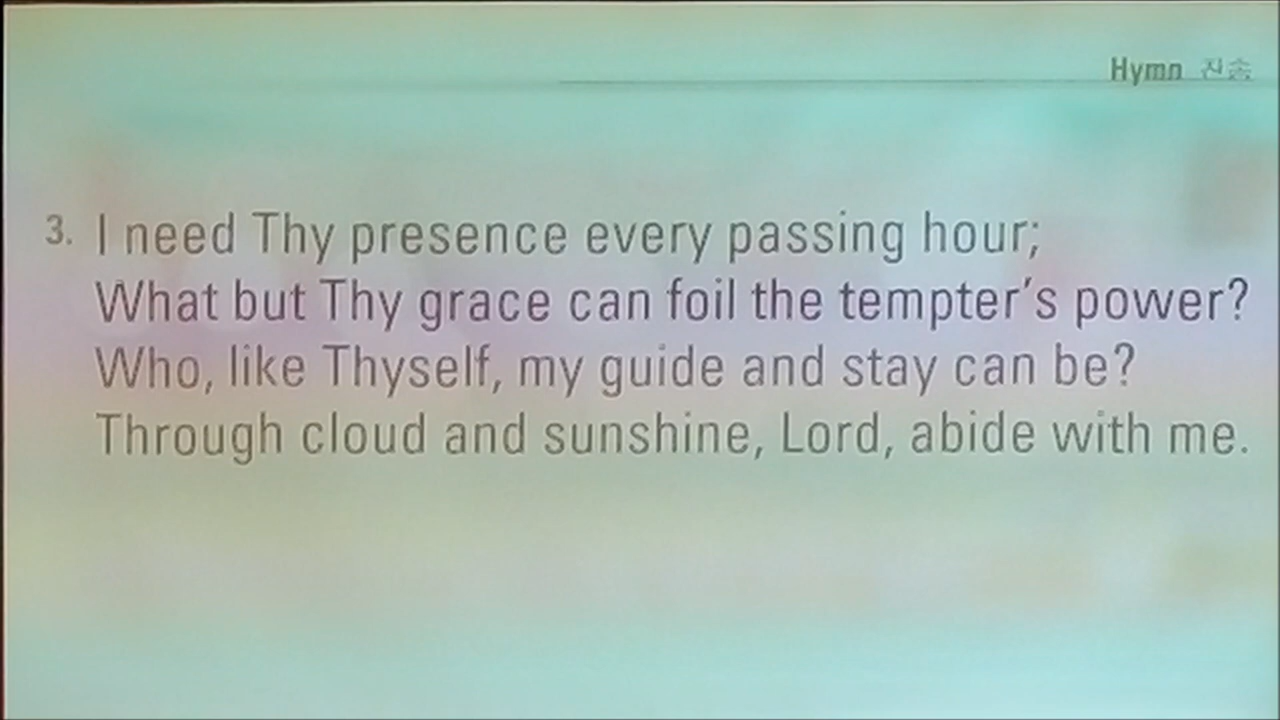 Hymn 찬송
3. I need Thy presence every passing hour;
What but Thy grace can foil the tempter's power?
Who, like Thyself, my guide and stay can be?
Through cloud and sunshine, Lord, abide with me.